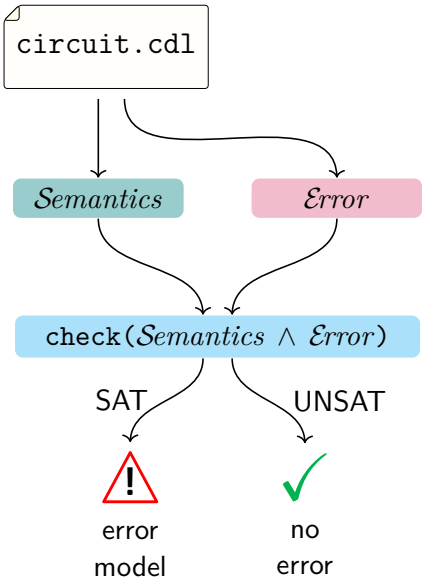 circuit.cdl
Semantics
Error
check(Semantics ∧ Error)
SAT
UNSAT
!
error
model
no
error